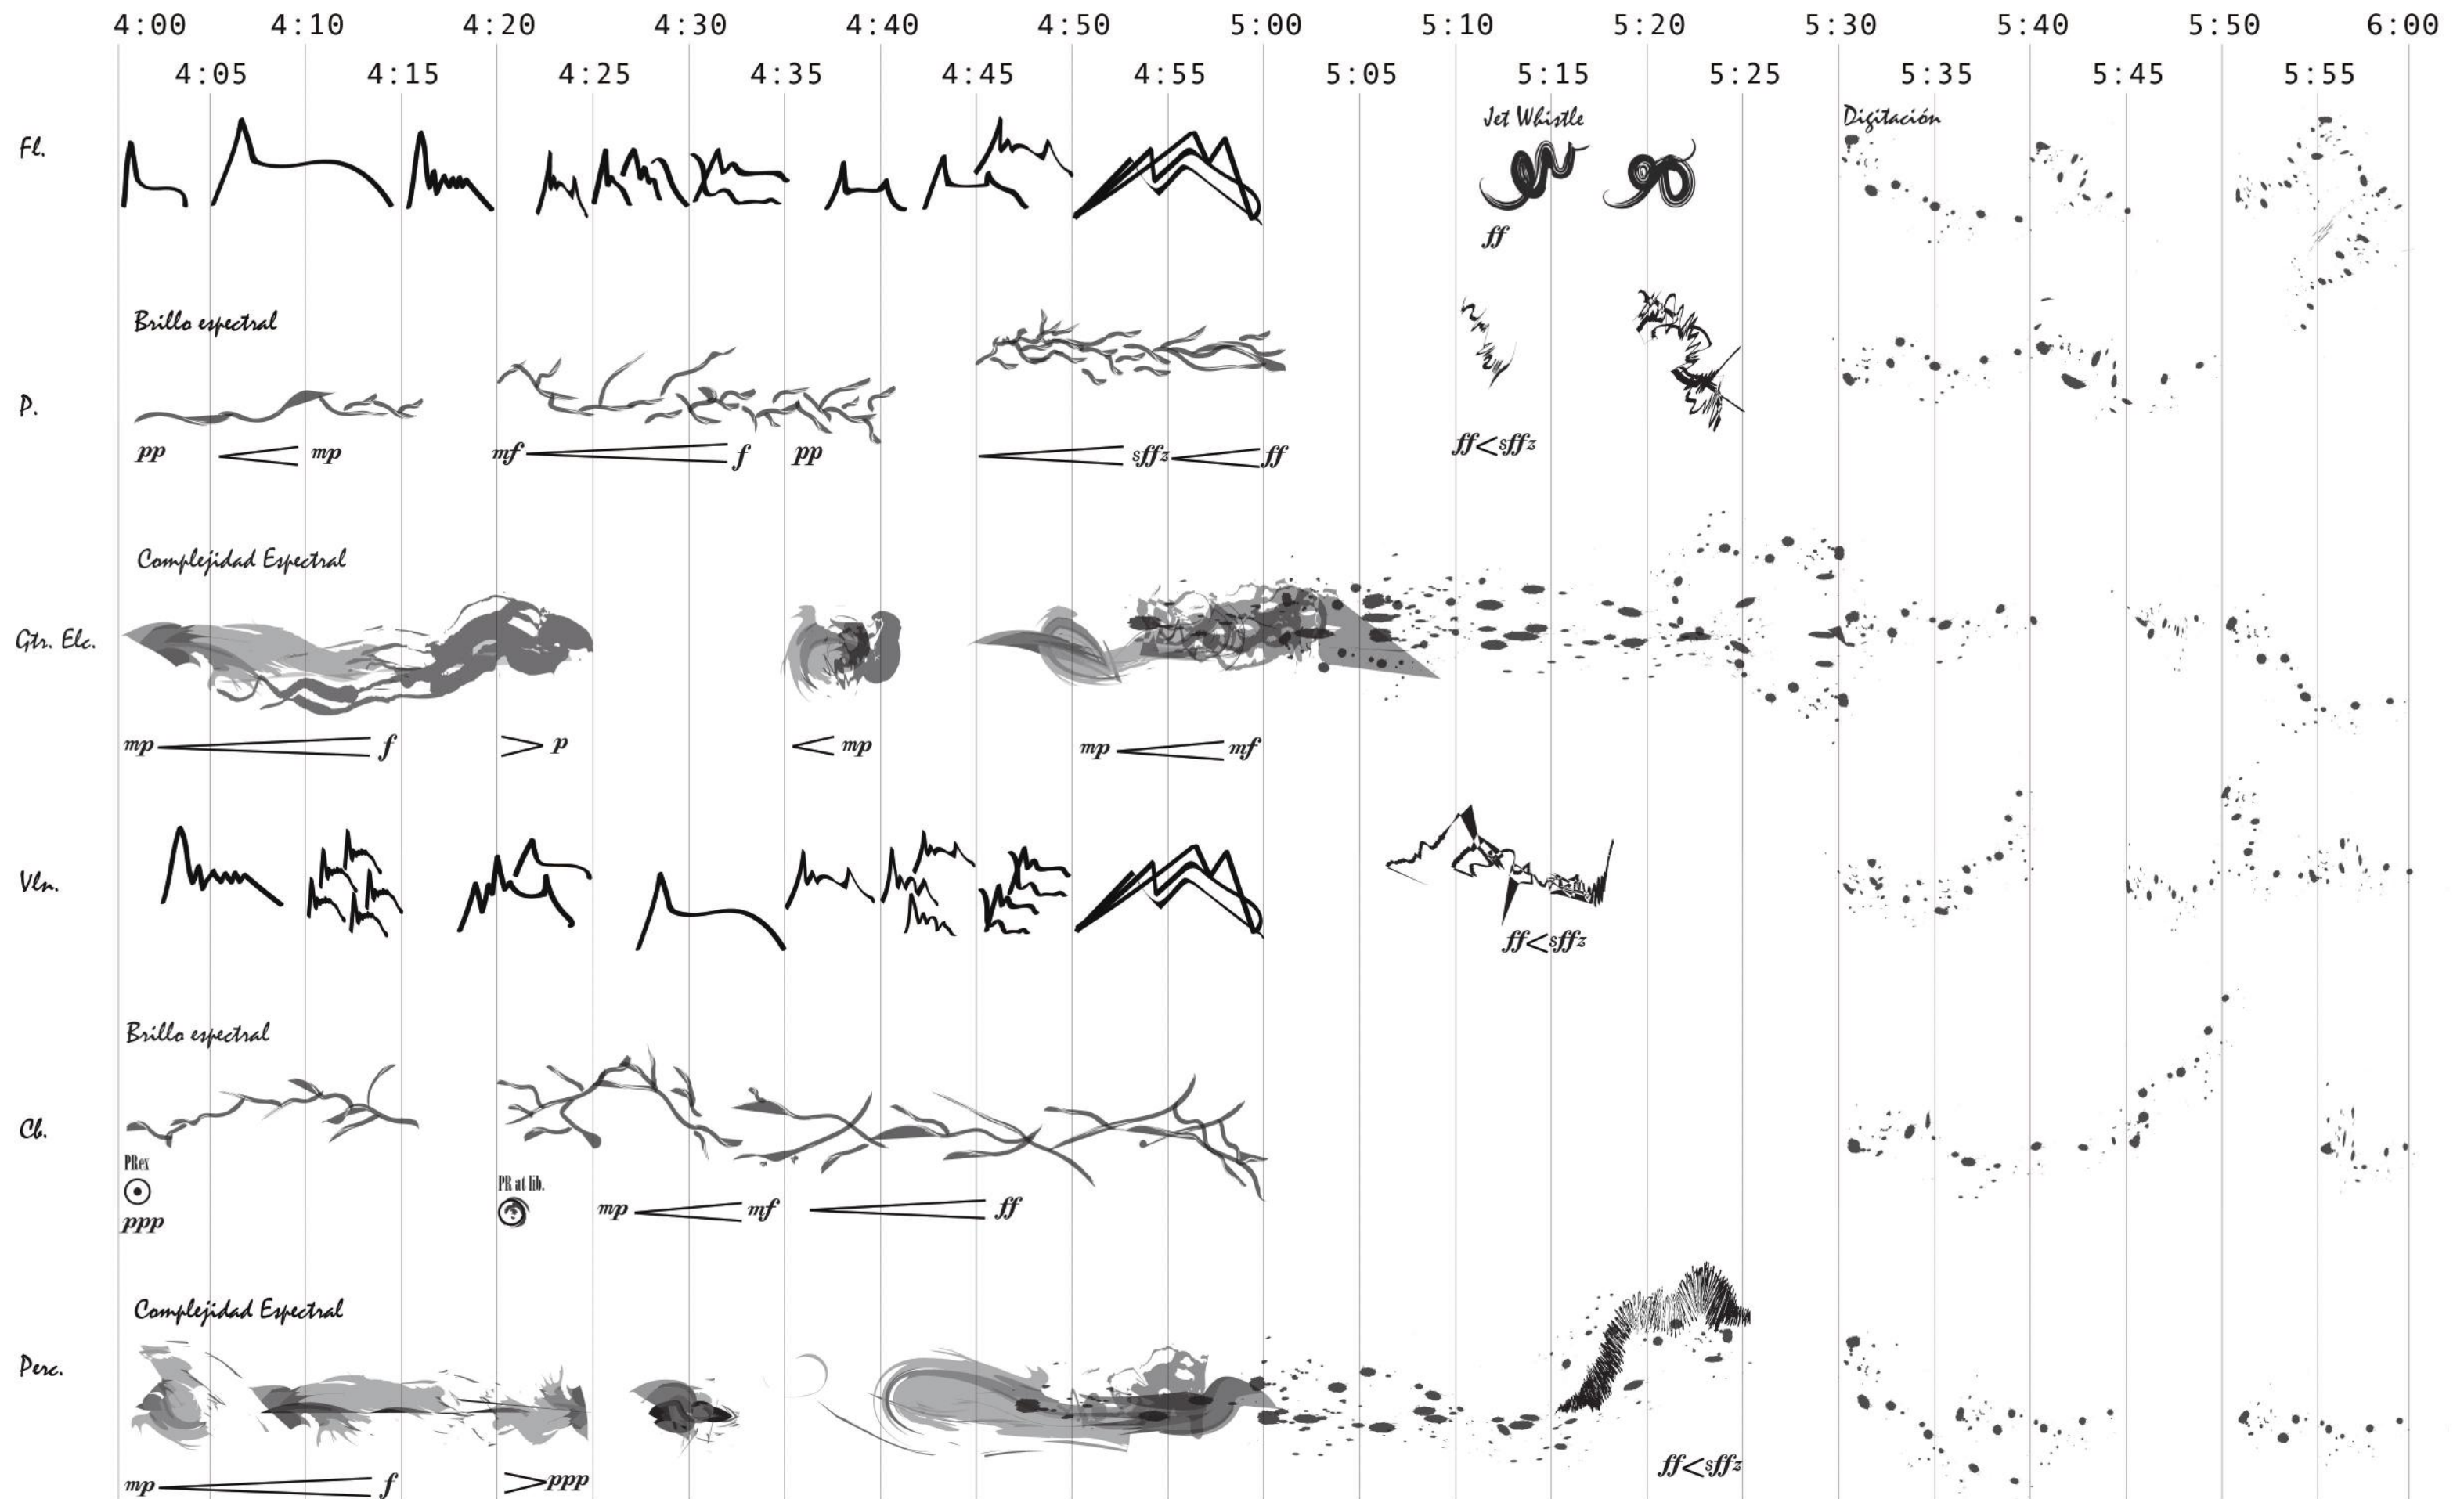 4:00 4:10 4:20 4:30 4:40 4:50 5:00 5:10 5:20 5:30 5:40 5:50 6:00
4:05 4:15 4:25 4:35 4:45 4:55 5:05 5:15 5:25 5:35 5:45 5:55
Jet Whistle Digitación
Fl.
ff
Brillo espectral
P.
pp mp mf f pp sffz ff ff<sffz
Complejidad Espectral
Gtr. Elc.
mp f p mp mp mf
Vln.
ff<sffz
Brillo espectral
Cb.
PRex
PR at lib.
mp mf ff
ppp
Complejidad Espectral
Perc.
ff<sffz
mp f ppp